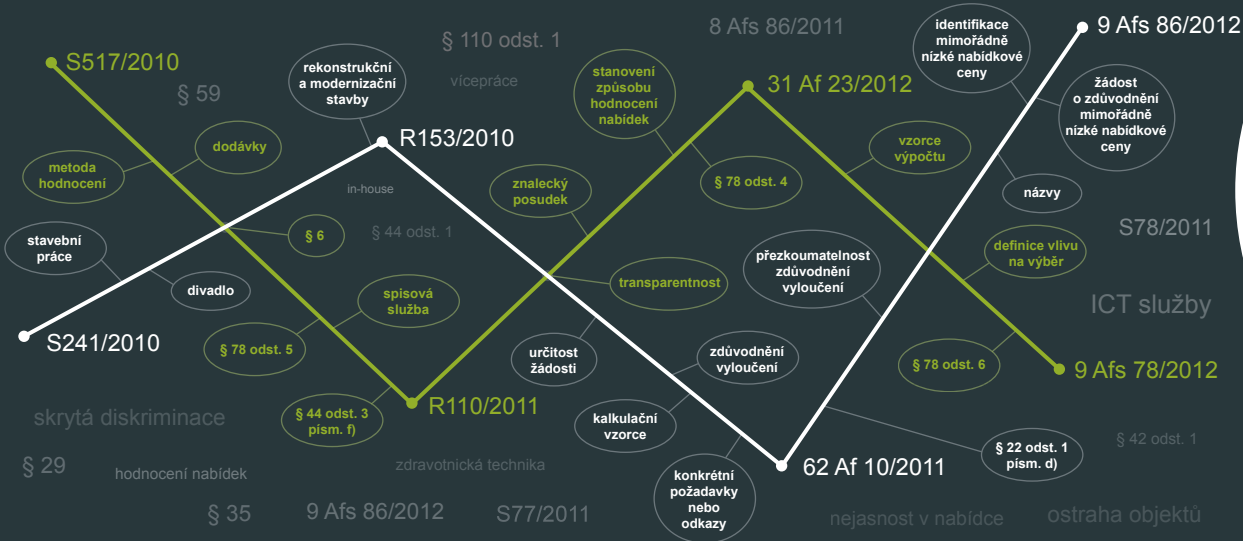 8 Afs 86/2011
identifikace
mimořádně
nízké nabídkové
ceny
9 Afs 86/2012
§ 110 odst. 1
S517/2010
rekonstrukční
a modernizační
stavby
vícepráce
stanovení
způsobu
hodnocení
nabídek
31 Af 23/2012
žádost
o zdůvodnění
mimořádně
nízké nabídkové
ceny
§ 59
dodávky
R153/2010
vzorce
výpočtu
metoda
hodnocení
in-house
znalecký
posudek
§ 78 odst. 4
názvy
§ 6
§ 44 odst. 1
S78/2011
stavební
práce
divadlo
spisová
služba
transparentnost
přezkoumatelnost
zdůvodnění
vyloučení
definice vlivu
na výběr
ICT služby
S241/2010
§ 78 odst. 5
určitost
žádosti
zdůvodnění
vyloučení
§ 78 odst. 6
9 Afs 78/2012
skrytá diskriminace
§ 44 odst. 3
písm. f)
R110/2011
kalkulační
vzorce
§ 22 odst. 1
písm. d)
§ 42 odst. 1
§ 29
hodnocení nabídek
zdravotnická technika
62 Af 10/2011
konkrétní
požadavky
nebo
odkazy
§ 35
9 Afs 86/2012
S77/2011
nejasnost v nabídce
ostraha objektů